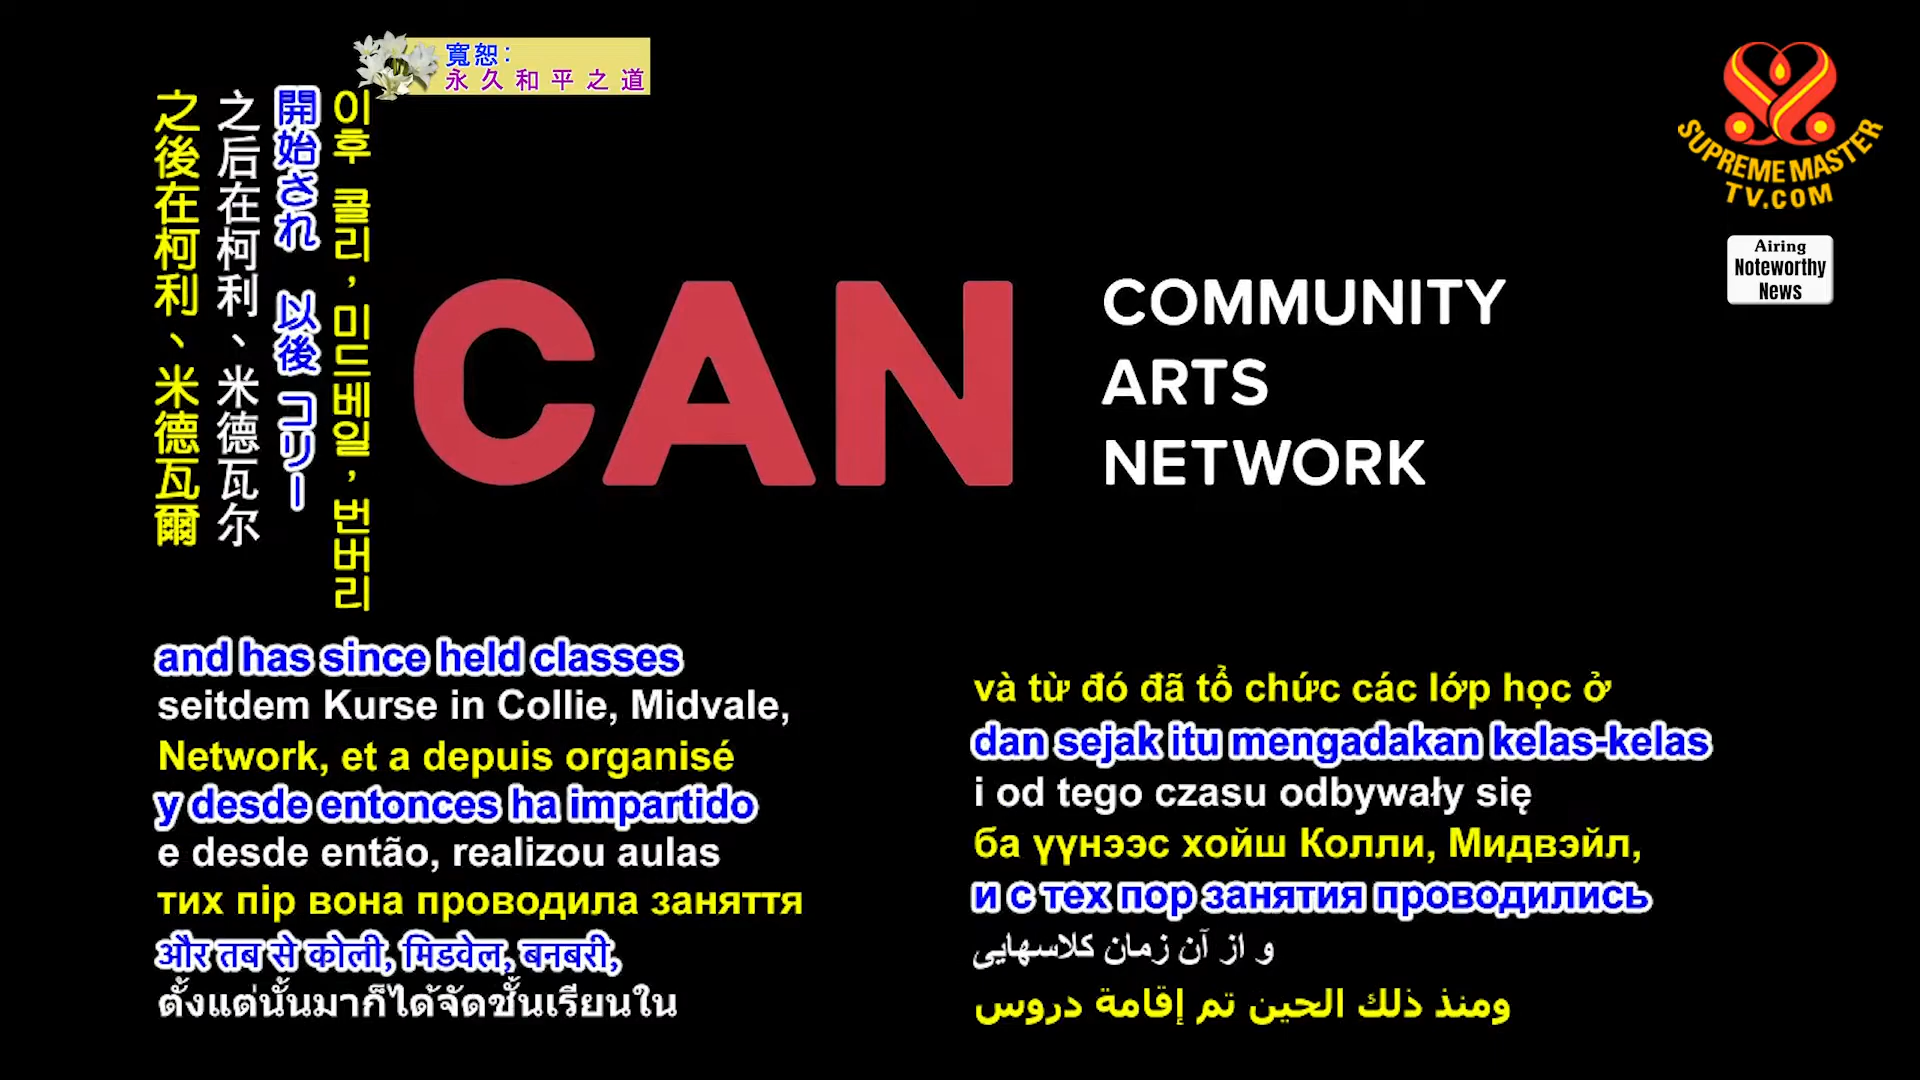 寬恕：
永久和平之道
SUPREME MASTER
TV.COM
Airing
Noteworthy
News
之後在柯利、米德瓦爾
之后在柯利、米德瓦尔
開始され 以後 コリー
이후 콜리, 미드베일, 번버리
CAN
COMMUNITY
ARTS
NETWORK
and has since held classes
seitdem Kurse in Collie, Midvale,
Network, et a depuis organisé
y desde entonces ha impartido
e desde então, realizou aulas
тих пір вона проводила заняття
और तब से कोली, मिडवेल, बनबरी,
ตั้งแต่นั้นมาก็ได้จัดชั้นเรียนใน
và từ đó đã tổ chức các lớp học ở
dan sejak itu mengadakan kelas-kelas
i od tego czasu odbywały się
ба үүнээс хойш Колли, Мидвэйл,
и с тех пор занятия проводились
و از آن زمان کلاسهایی
ومنذ ذلك الحين تم إقامة دروس